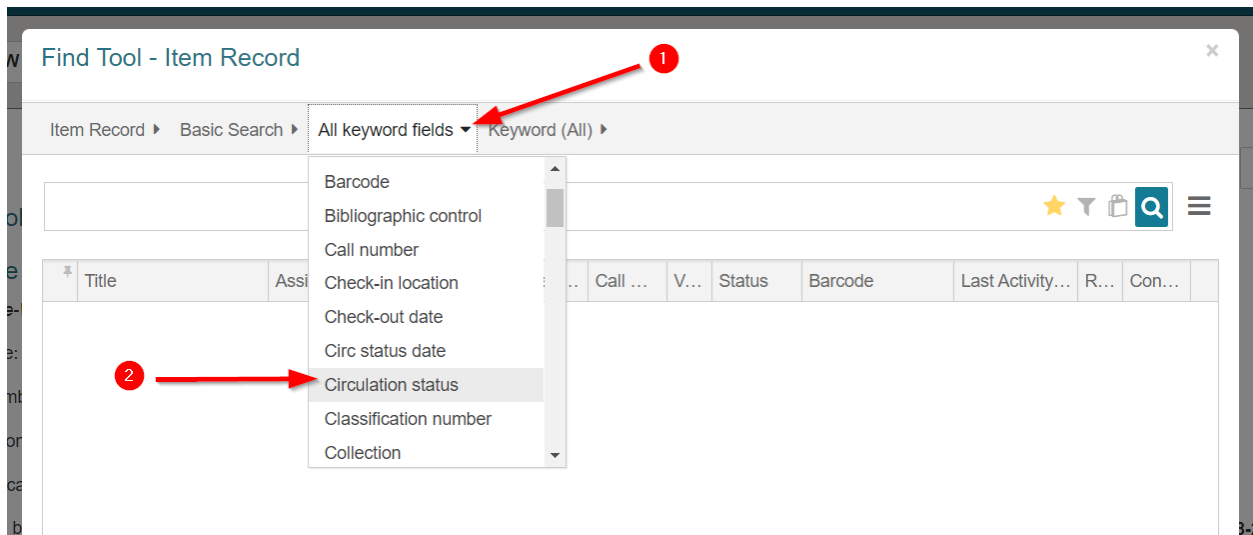 Find Tool - Item Record
1
×
Item Record Basic Search All keyword fields Keyword (All)
Barcode
Bibliographic control
Call number
Check-in location
Check-out date
Circ status date
2
Circulation status
Classification number
Collection
Title Assi .. Call ... V... Status Barcode Last Activity... R... Con...